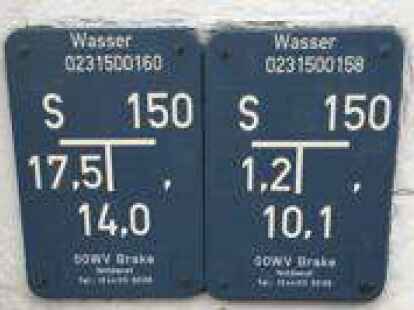 Wasser
0231500160
S 150
17,5 ,
14,0
OOWV Brake
Wasser
0231500158
S 150
1,2 ,
10,1
OOWV Brake